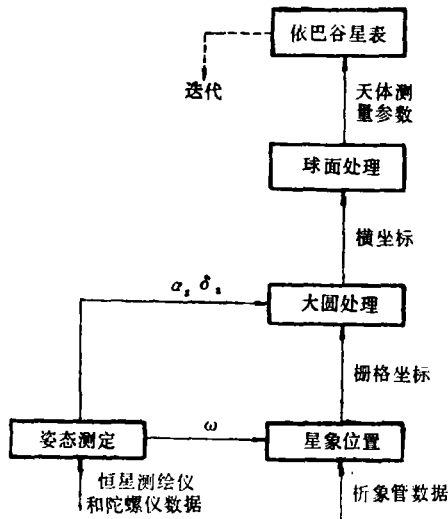 依巴谷星表
迭代
天体测
量参数
球面处理
横坐标
α_z δ_z
大圆处理
栅格坐标
姿态测定
ω
星象位置
恒星测绘仪
和陀螺仪数据
析象管数据